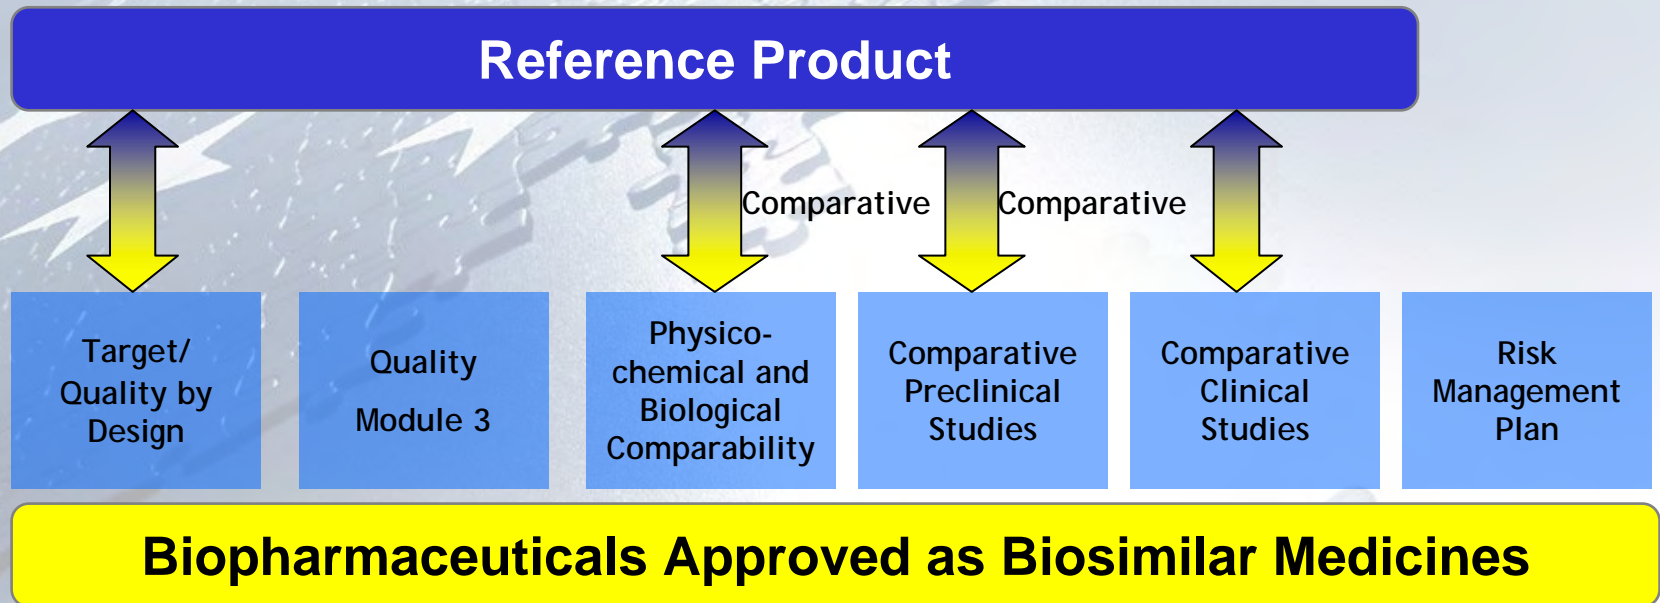 Reference Product
Comparative
Comparative
Target/
Quality by
Design
Quality
Module 3
Physico-
chemical and
Biological
Comparability
Comparative
Preclinical
Studies
Comparative
Clinical
Studies
Risk
Management
Plan
Biopharmaceuticals Approved as Biosimilar Medicines